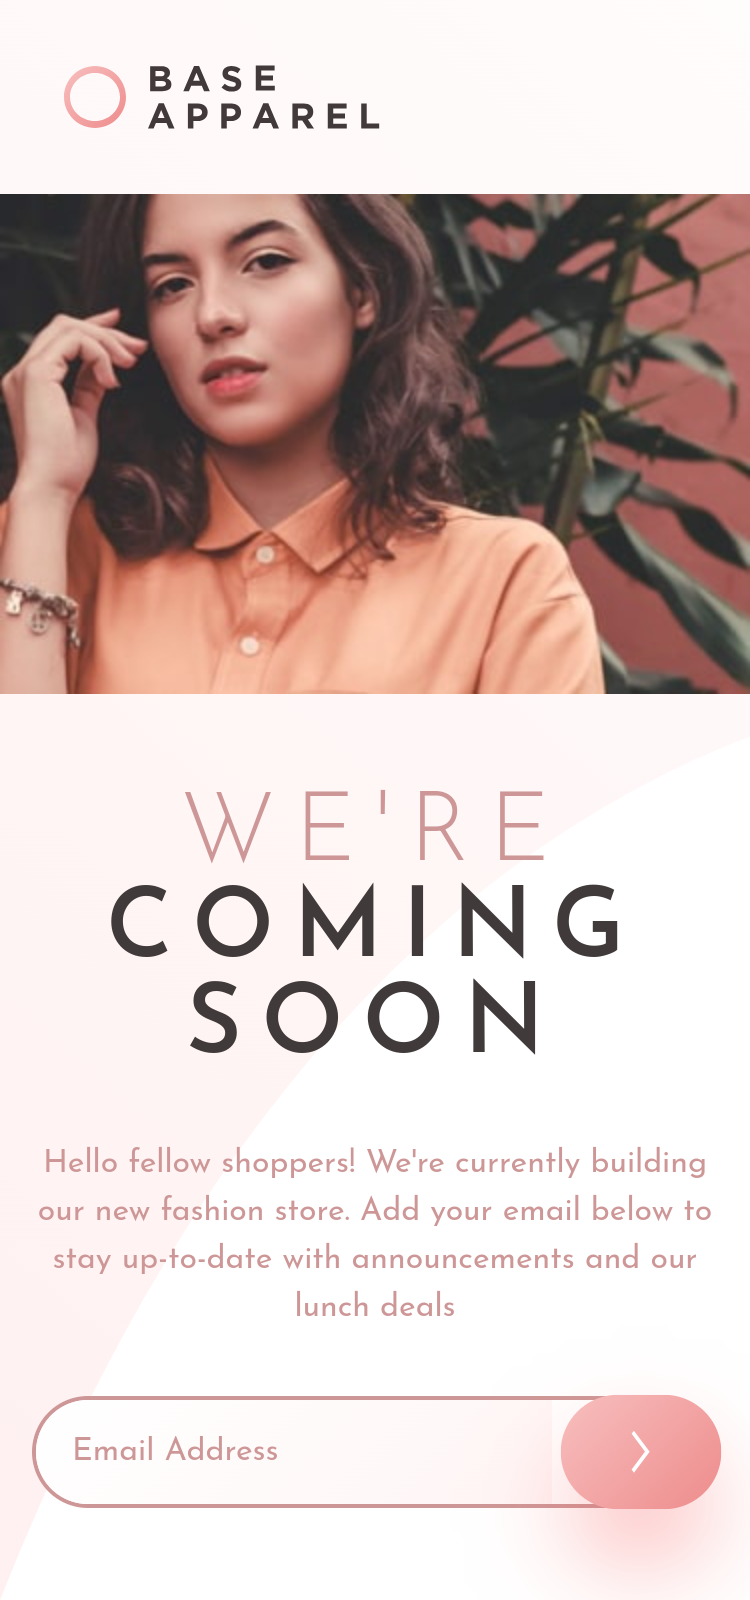 BASE
APPAREL
WE'RE
COMING
SOON
Hello fellow shoppers! We're currently building
our new fashion store. Add your email below to
stay up-to-date with announcements and our
lunch deals
Email Address